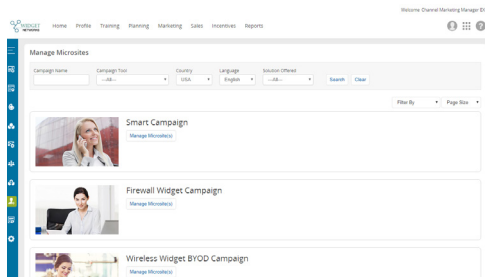 Welcome: Channel Marketing Manager
WIDGET NETWORKS
Home Profile Training Planning Marketing Sales Incentives Reports
Manage Microsites
Campaign Name Campaign Tool Country Language Solution Offered
---All--- USA English ---All--- Search Clear
Filter By Page Size
Smart Campaign
Manage Microsite(s)
Firewall Widget Campaign
Manage Microsite(s)
Wireless Widget BYOD Campaign
Manage Microsite(s)